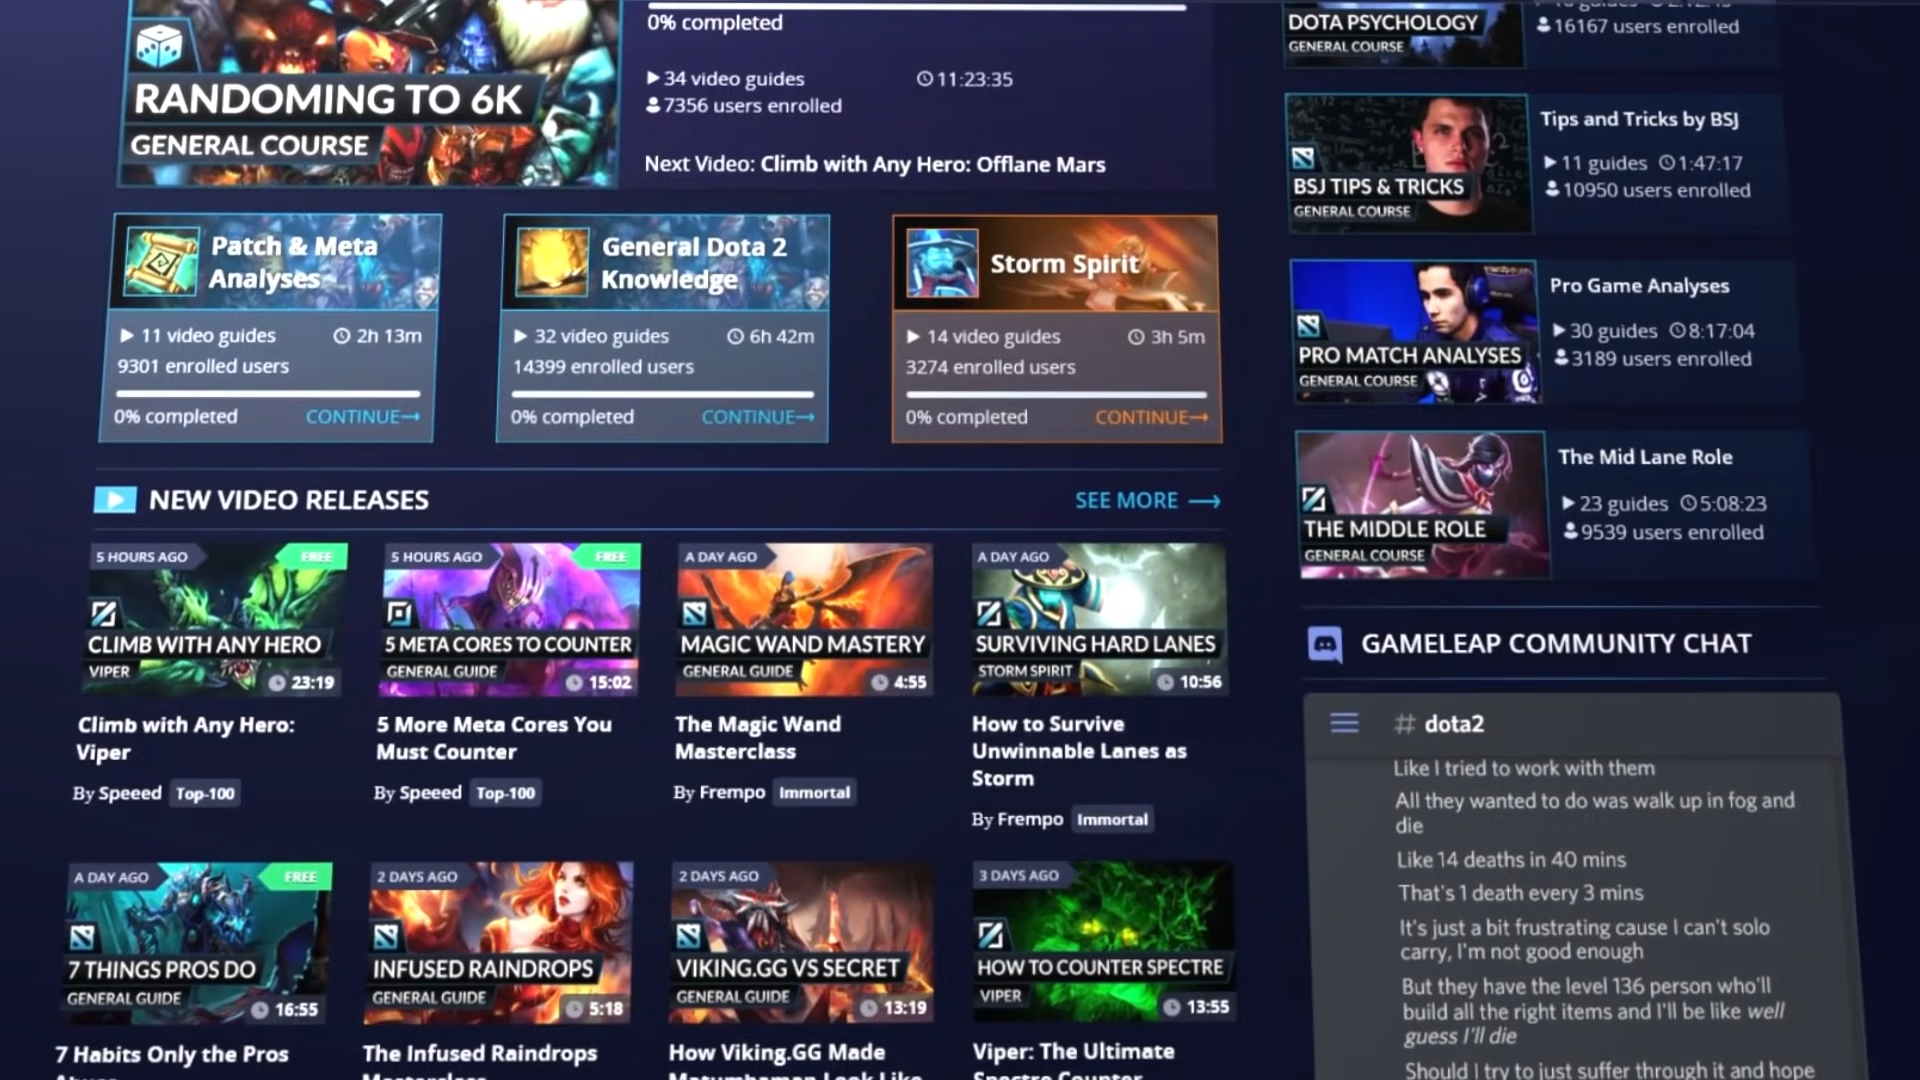 0% completed
34 video guides
11:23:35
7356 users enrolled
Next Video: Climb with Any Hero: Offlane Mars
RANDOMING TO 6K
GENERAL COURSE
Patch & Meta
Analyses
11 video guides
2h 13m
9301 enrolled users
0% completed
CONTINUE→
General Dota 2
Knowledge
32 video guides
6h 42m
14399 enrolled users
0% completed
CONTINUE→
Storm Spirit
14 video guides
3h 5m
3274 enrolled users
0% completed
CONTINUE→
NEW VIDEO RELEASES
SEE MORE →
5 HOURS AGO
FREE
CLIMB WITH ANY HERO
VIPER
23:19
Climb with Any Hero:
Viper
By Speeed Top-100
5 HOURS AGO
FREE
5 META CORES TO COUNTER
GENERAL GUIDE
15:02
5 More Meta Cores You
Must Counter
By Speeed Top-100
A DAY AGO
MAGIC WAND MASTERY
GENERAL GUIDE
4:55
The Magic Wand
Masterclass
By Frempo Immortal
A DAY AGO
SURVIVING HARD LANES
STORM SPIRIT
10:56
How to Survive
Unwinnable Lanes as
Storm
By Frempo Immortal
A DAY AGO
FREE
7 THINGS PROS DO
GENERAL GUIDE
16:55
7 Habits Only the Pros
2 DAYS AGO
INFUSED RAINDROPS
GENERAL GUIDE
5:18
The Infused Raindrops
Masterclass
2 DAYS AGO
VIKING.GG VS SECRET
GENERAL GUIDE
13:19
How Viking.GG Made
Matumbaman Look Like
3 DAYS AGO
HOW TO COUNTER SPECTRE
VIPER
13:55
Viper: The Ultimate
Spectre Counter
DOTA PSYCHOLOGY
GENERAL COURSE
16167 users enrolled
BSJ TIPS & TRICKS
GENERAL COURSE
Tips and Tricks by BSJ
11 guides 1:47:17
10950 users enrolled
PRO MATCH ANALYSES
GENERAL COURSE
Pro Game Analyses
30 guides 8:17:04
3189 users enrolled
THE MIDDLE ROLE
GENERAL COURSE
The Mid Lane Role
23 guides 5:08:23
9539 users enrolled
GAMELEAP COMMUNITY CHAT
# dota2
Like I tried to work with them
All they wanted to do was walk up in fog and
die
Like 14 deaths in 40 mins
That's 1 death every 3 mins
It's just a bit frustrating cause I can't solo
carry, I'm not good enough
But they have the level 136 person who'll
build all the right items and I'll be like well
guess I'll die
Should I try to just suffer through it and hope